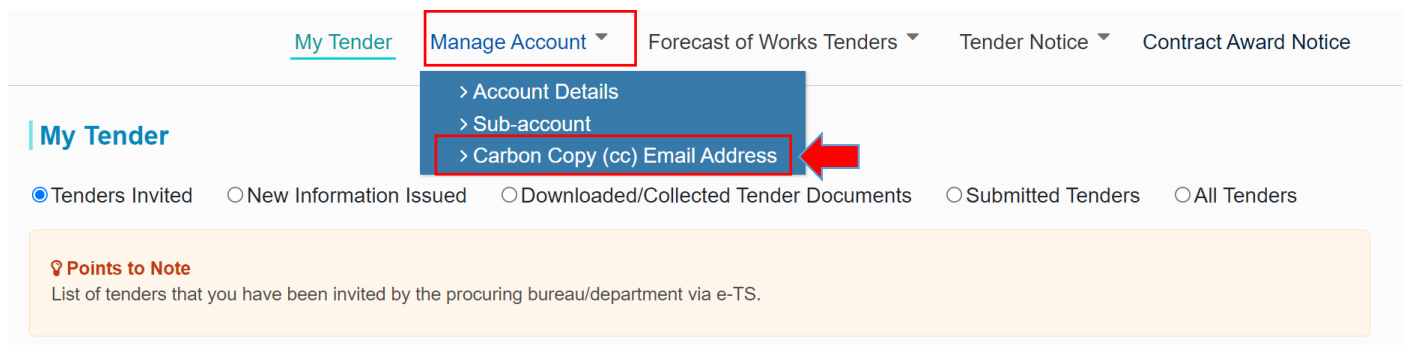 My Tender Manage Account Forecast of Works Tenders Tender Notice Contract Award Notice
> Account Details
> Sub-account
> Carbon Copy (cc) Email Address
My Tender
Tenders Invited New Information Issued Downloaded/Collected Tender Documents Submitted Tenders All Tenders
Points to Note
List of tenders that you have been invited by the procuring bureau/department via e-TS.